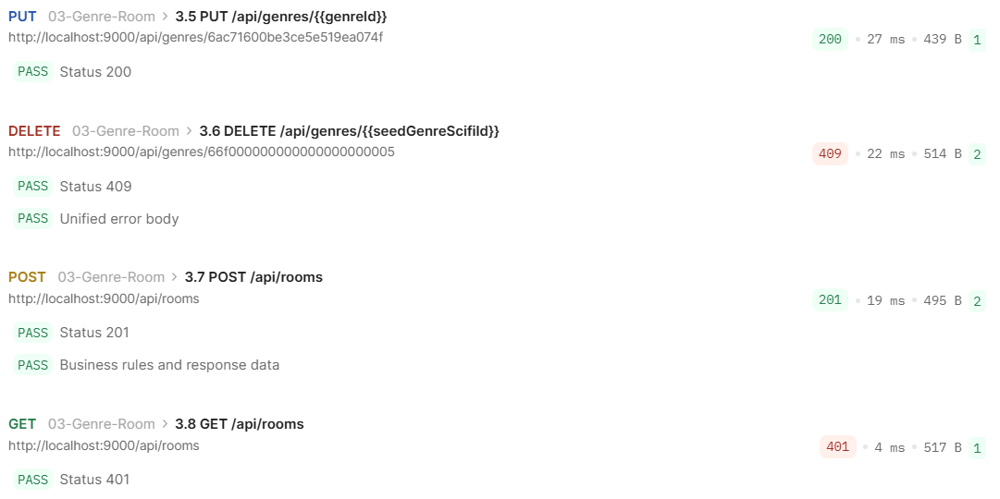 PUT 03-Genre-Room > 3.5 PUT /api/genres/{{genreId}}
http://localhost:9000/api/genres/6ac71600be3ce5e519ea074f
200 • 27 ms • 439 B 1
PASS Status 200
DELETE 03-Genre-Room > 3.6 DELETE /api/genres/{{seedGenreScifiId}}
http://localhost:9000/api/genres/66f000000000000000000005
409 • 22 ms • 514 B 2
PASS Status 409
PASS Unified error body
POST 03-Genre-Room > 3.7 POST /api/rooms
http://localhost:9000/api/rooms
201 • 19 ms • 495 B 2
PASS Status 201
PASS Business rules and response data
GET 03-Genre-Room > 3.8 GET /api/rooms
http://localhost:9000/api/rooms
401 • 4 ms • 517 B 1
PASS Status 401